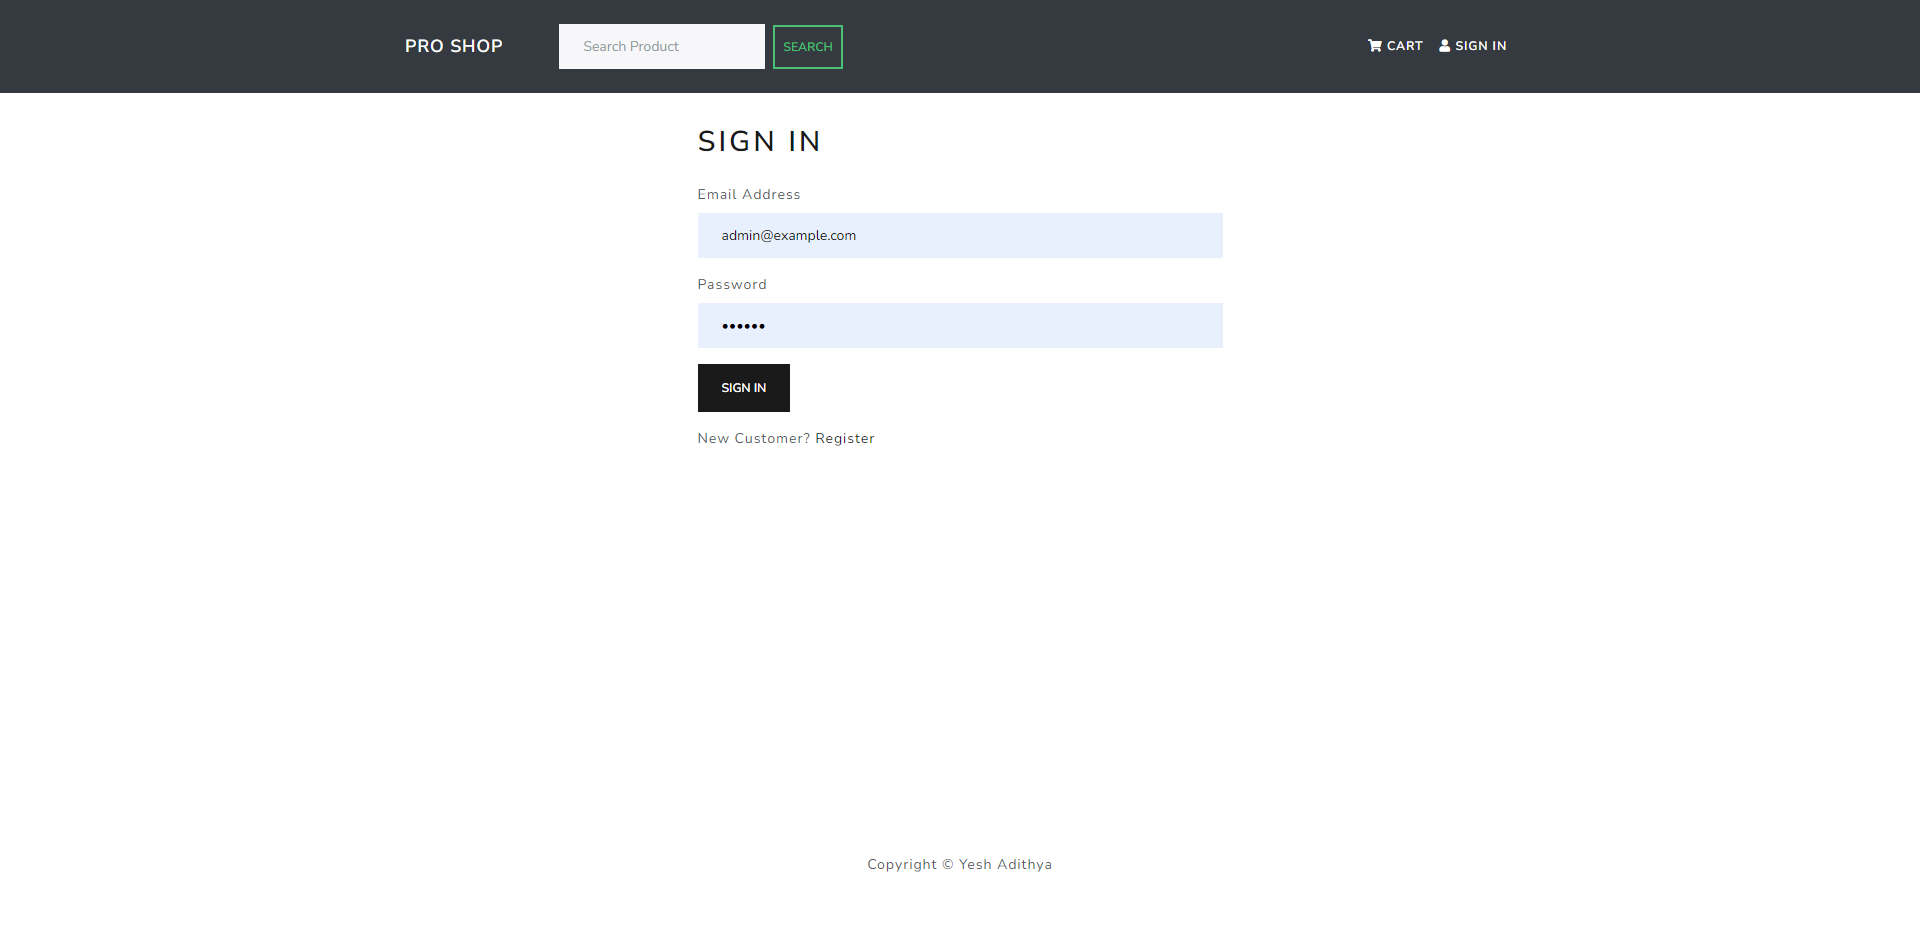 PRO SHOP
Search Product
SEARCH
CART
SIGN IN
SIGN IN
Email Address
admin@example.com
Password
••••••
SIGN IN
New Customer? Register
Copyright © Yesh Adithya